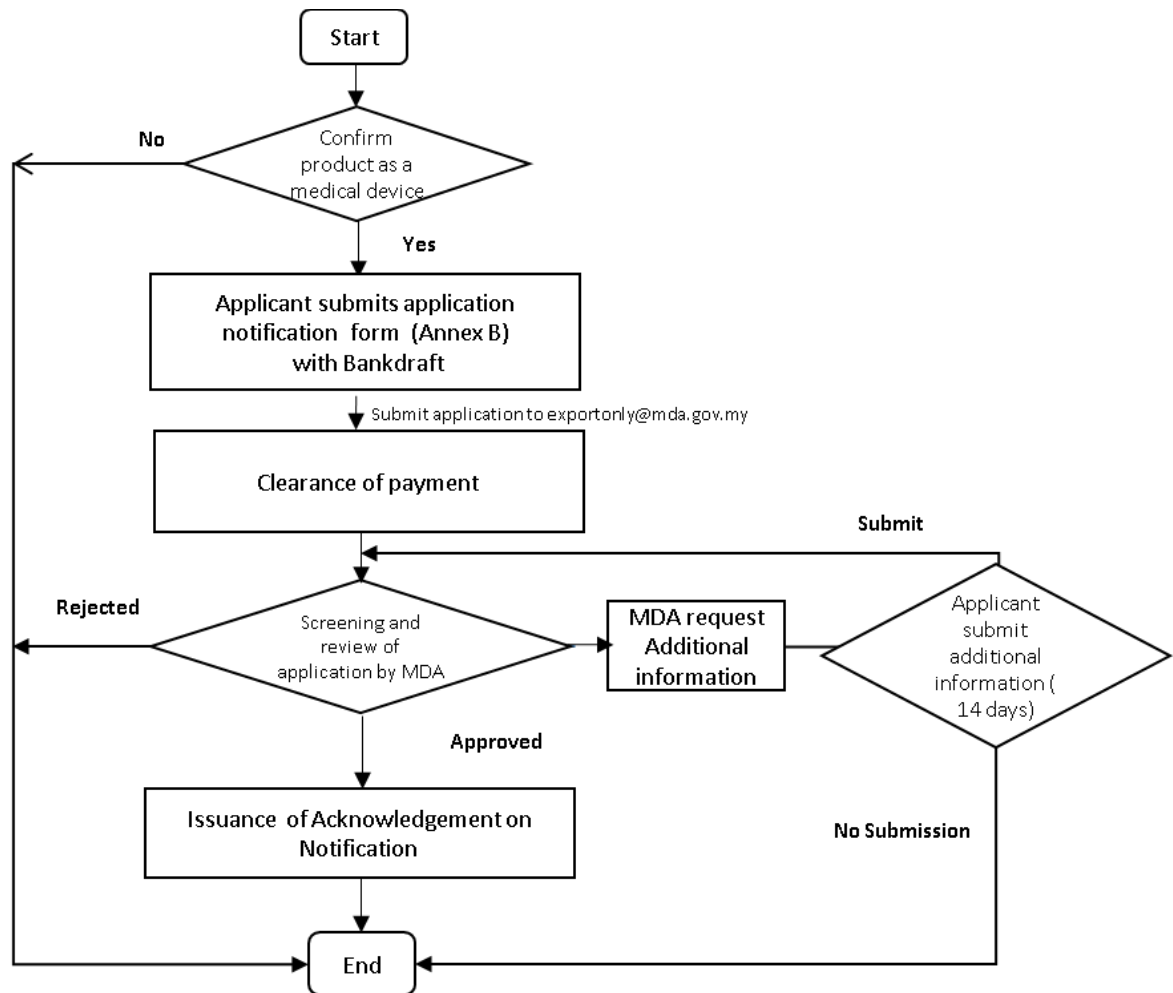 Start
No
Confirm
product as a
medical device
Yes
Applicant submits application
notification form (Annex B)
with Bankdraft
Submit application to exportonly@mda.gov.my
Clearance of payment
Submit
Rejected
Screening and
review of
application by MDA
MDA request
Additional
information
Applicant
submit
additional
information (
14 days)
Approved
Issuance of Acknowledgement on
Notification
No Submission
End